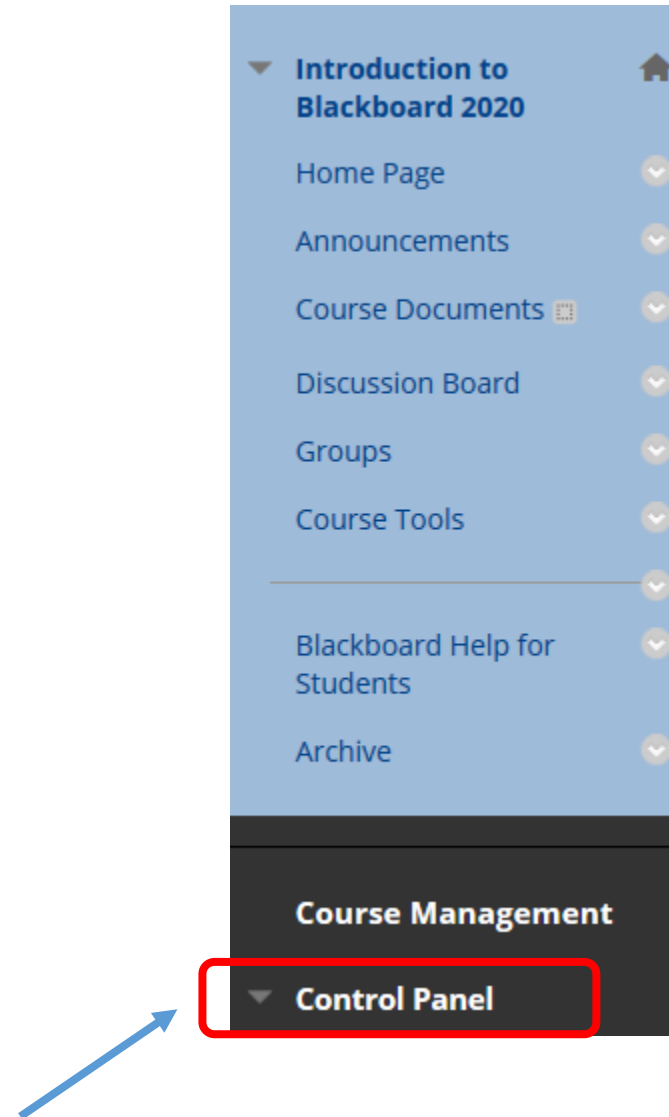 Introduction to
Blackboard 2020
Home Page
Announcements
Course Documents
Discussion Board
Groups
Course Tools
Blackboard Help for
Students
Archive
Course Management
Control Panel